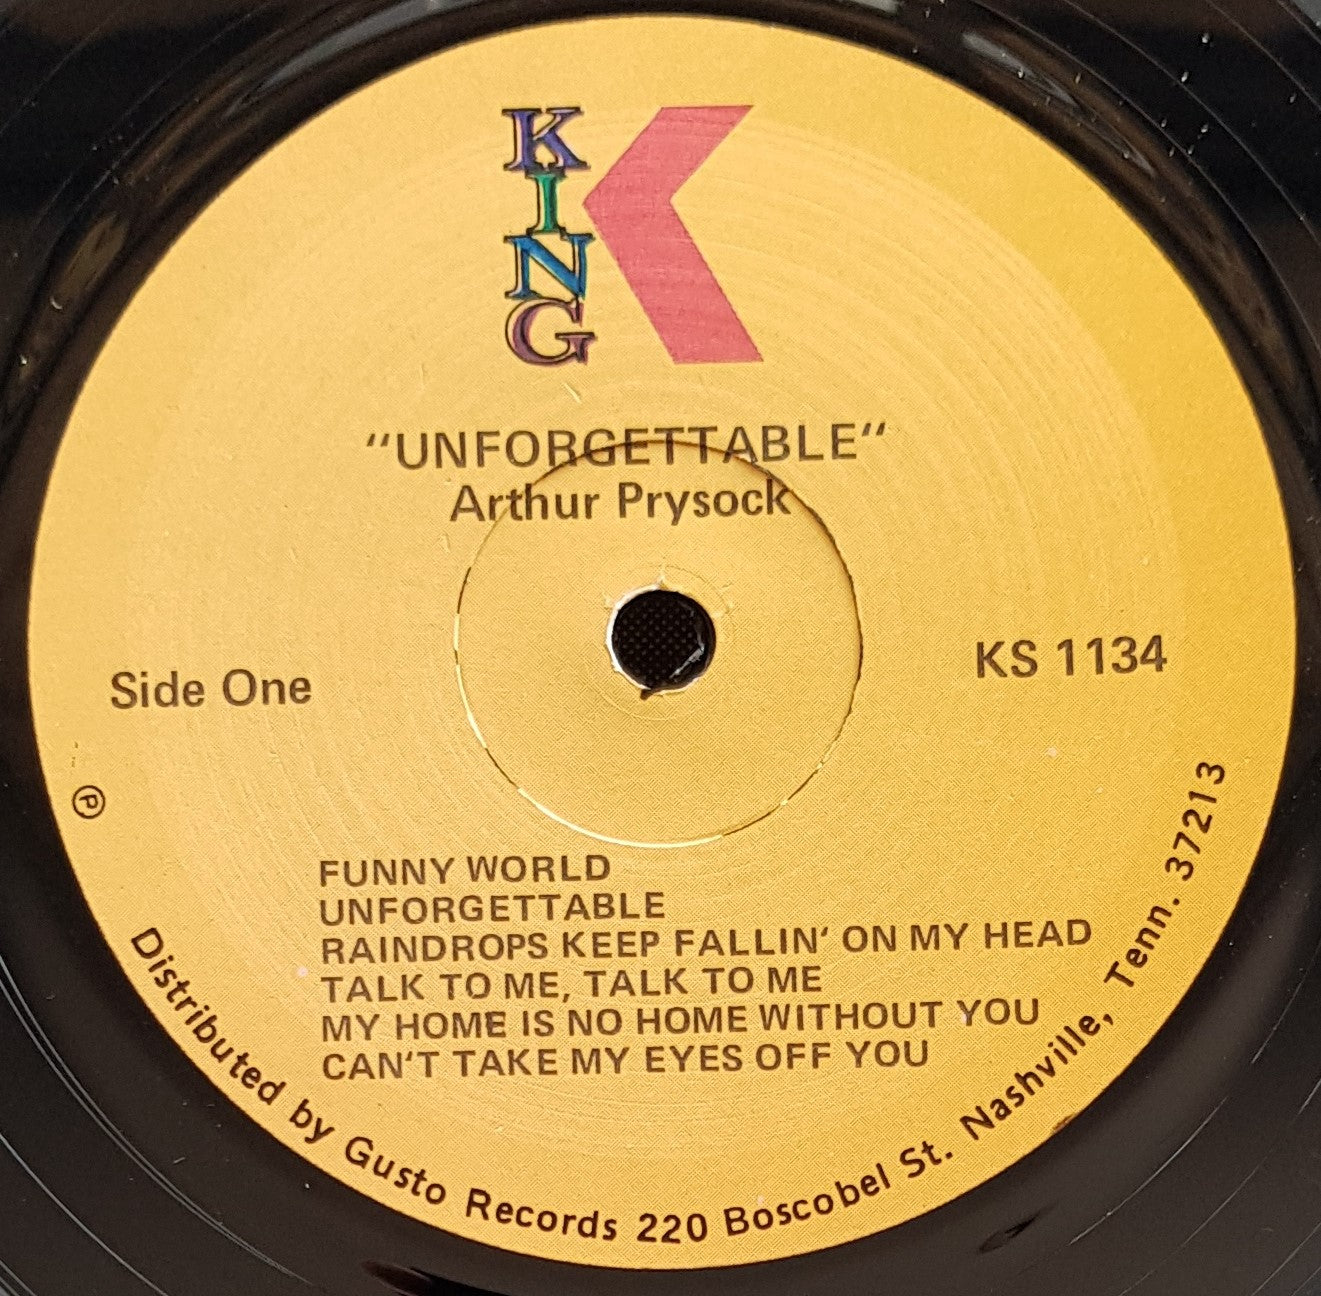 KING
"UNFORGETTABLE"
Arthur Prysock
Side One
KS 1134
℗
FUNNY WORLD
UNFORGETTABLE
RAINDROPS KEEP FALLIN' ON MY HEAD
TALK TO ME, TALK TO ME
MY HOME IS NO HOME WITHOUT YOU
CAN'T TAKE MY EYES OFF YOU
Distributed by Gusto Records 220 Boscobel St. Nashville, Tenn. 37213